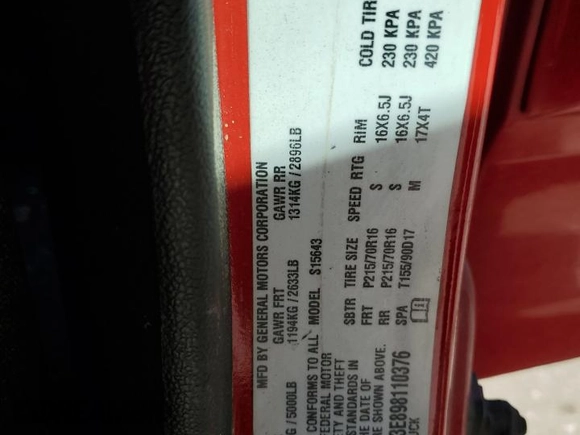 MFD BY GENERAL MOTORS CORPORATION
GAWR FRT GAWR RR
G/5000LB 1194KG/2633LB 1314KG/2896LB
CONFORMS TO ALL MODEL S15643
FEDERAL MOTOR
TY AND THEFT SBTR TIRE SIZE SPEED RTG RIM COLD TIR
STANDARDS IN FRT P215/70R16 S 16X6.5J 230 KPA
HE DATE OF RR P215/70R16 S 16X6.5J 230 KPA
E SHOWN ABOVE. SPA T155/90D17 M 17X4T 420 KPA
E898110376
UCK